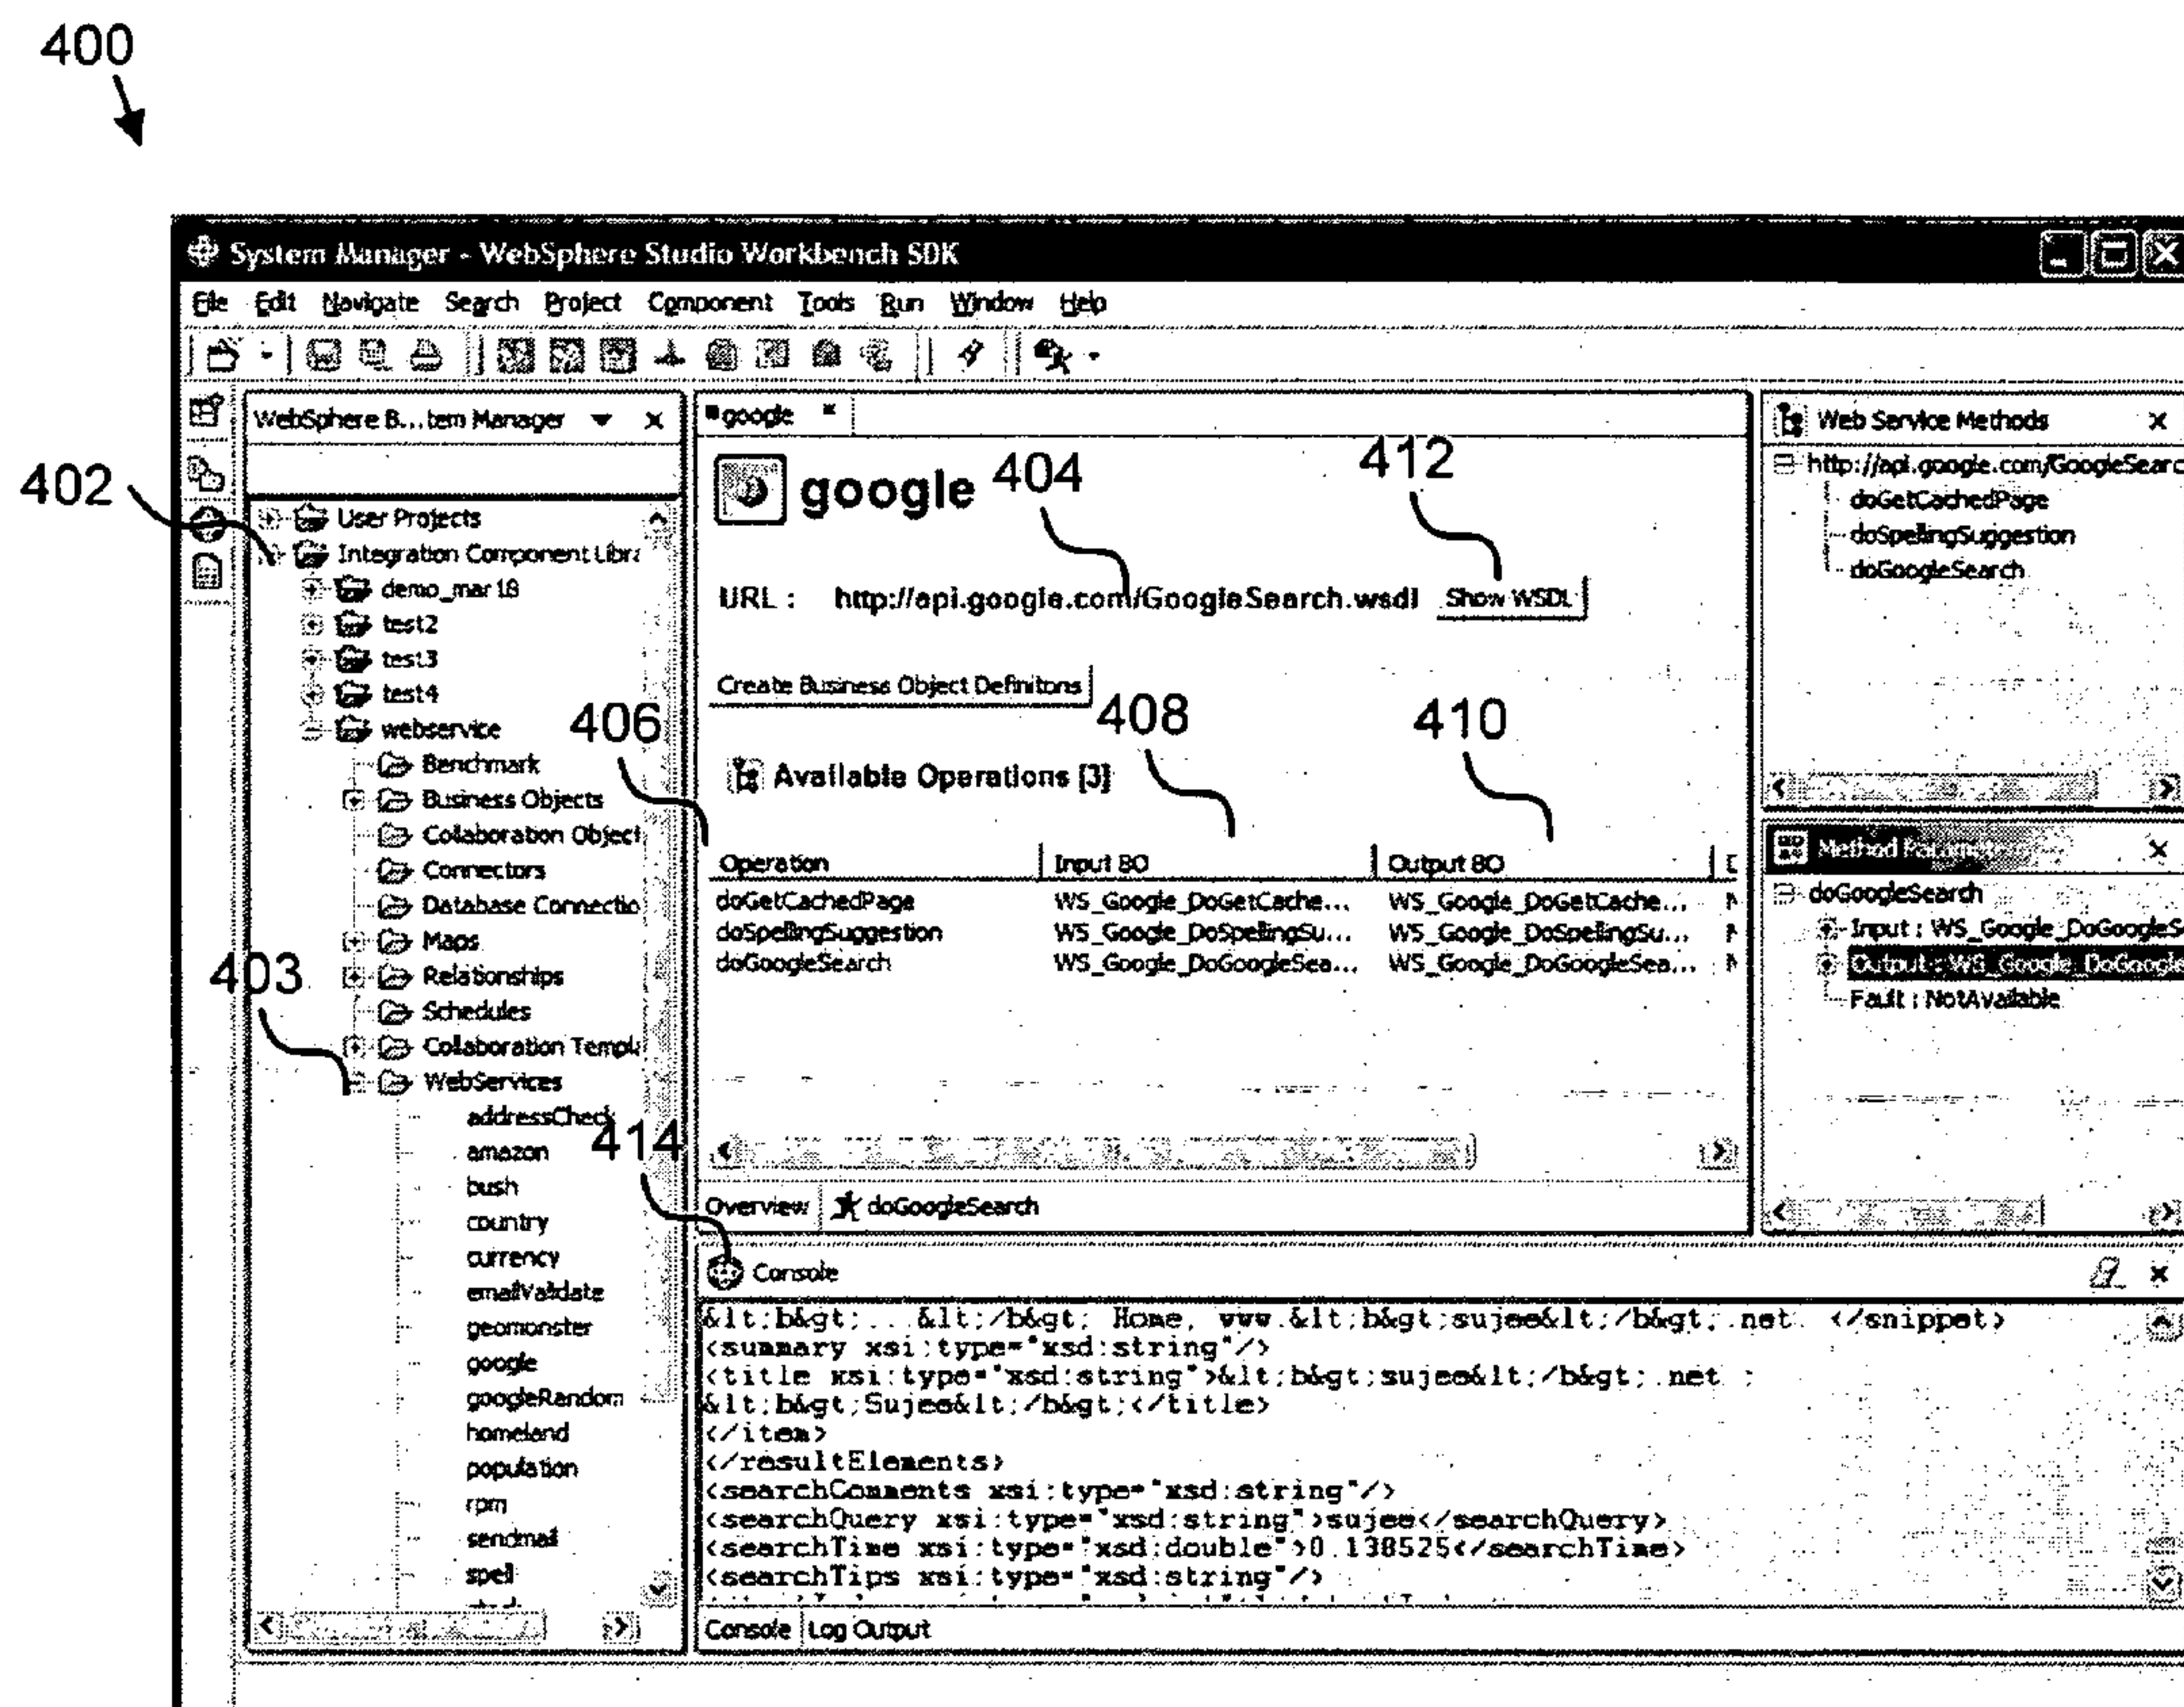 400
System Manager - WebSphere Studio Workbench SDK
File Edit Navigate Search Project Component Tools Run Window Help
WebSphere B...tem Manager
402
User Projects
Integration Component Libra
demo_mar18
test2
test3
test4
webservice
Benchmark
Business Objects
Collaboration Object
Connectors
Database Connectio
Maps
403
Relationships
Schedules
Collaboration Templa
WebServices
addressCheck
amazon
bush
country
currency
emailValidate
geomonster
google
googleRandom
homeland
population
rpm
sendmail
spell
google
google
404
412
URL : http://api.google.com/GoogleSearch.wsdl Show WSDL
Create Business Object Definitons
406
408
410
Available Operations [3]
Operation Input BO Output BO
doGetCachedPage WS_Google_DoGetCache... WS_Google_DoGetCache...
doSpellingSuggestion WS_Google_DoSpellingSu... WS_Google_DoSpellingSu...
doGoogleSearch WS_Google_DoGoogleSea... WS_Google_DoGoogleSea...
414
Overview doGoogleSearch
Web Service Methods
http://api.google.com/GoogleSearc
doGetCachedPage
doSpellingSuggestion
doGoogleSearch
Method
doGoogleSearch
Input : WS_Google_DoGoogleS
Output : WS_Google_DoGoogle
Fault : NotAvailable
Console
&lt;b&gt;...&lt;/b&gt; Home, www.&lt;b&gt;sujee&lt;/b&gt;.net. </snippet>
<summary xsi:type="xsd:string"/>
<title xsi:type="xsd:string">&lt;b&gt;sujee&lt;/b&gt;.net :
&lt;b&gt;Sujee&lt;/b&gt;</title>
</item>
</resultElements>
<searchComments xsi:type="xsd:string"/>
<searchQuery xsi:type="xsd:string">sujee</searchQuery>
<searchTime xsi:type="xsd:double">0.138525</searchTime>
<searchTips xsi:type="xsd:string"/>
Console Log Output